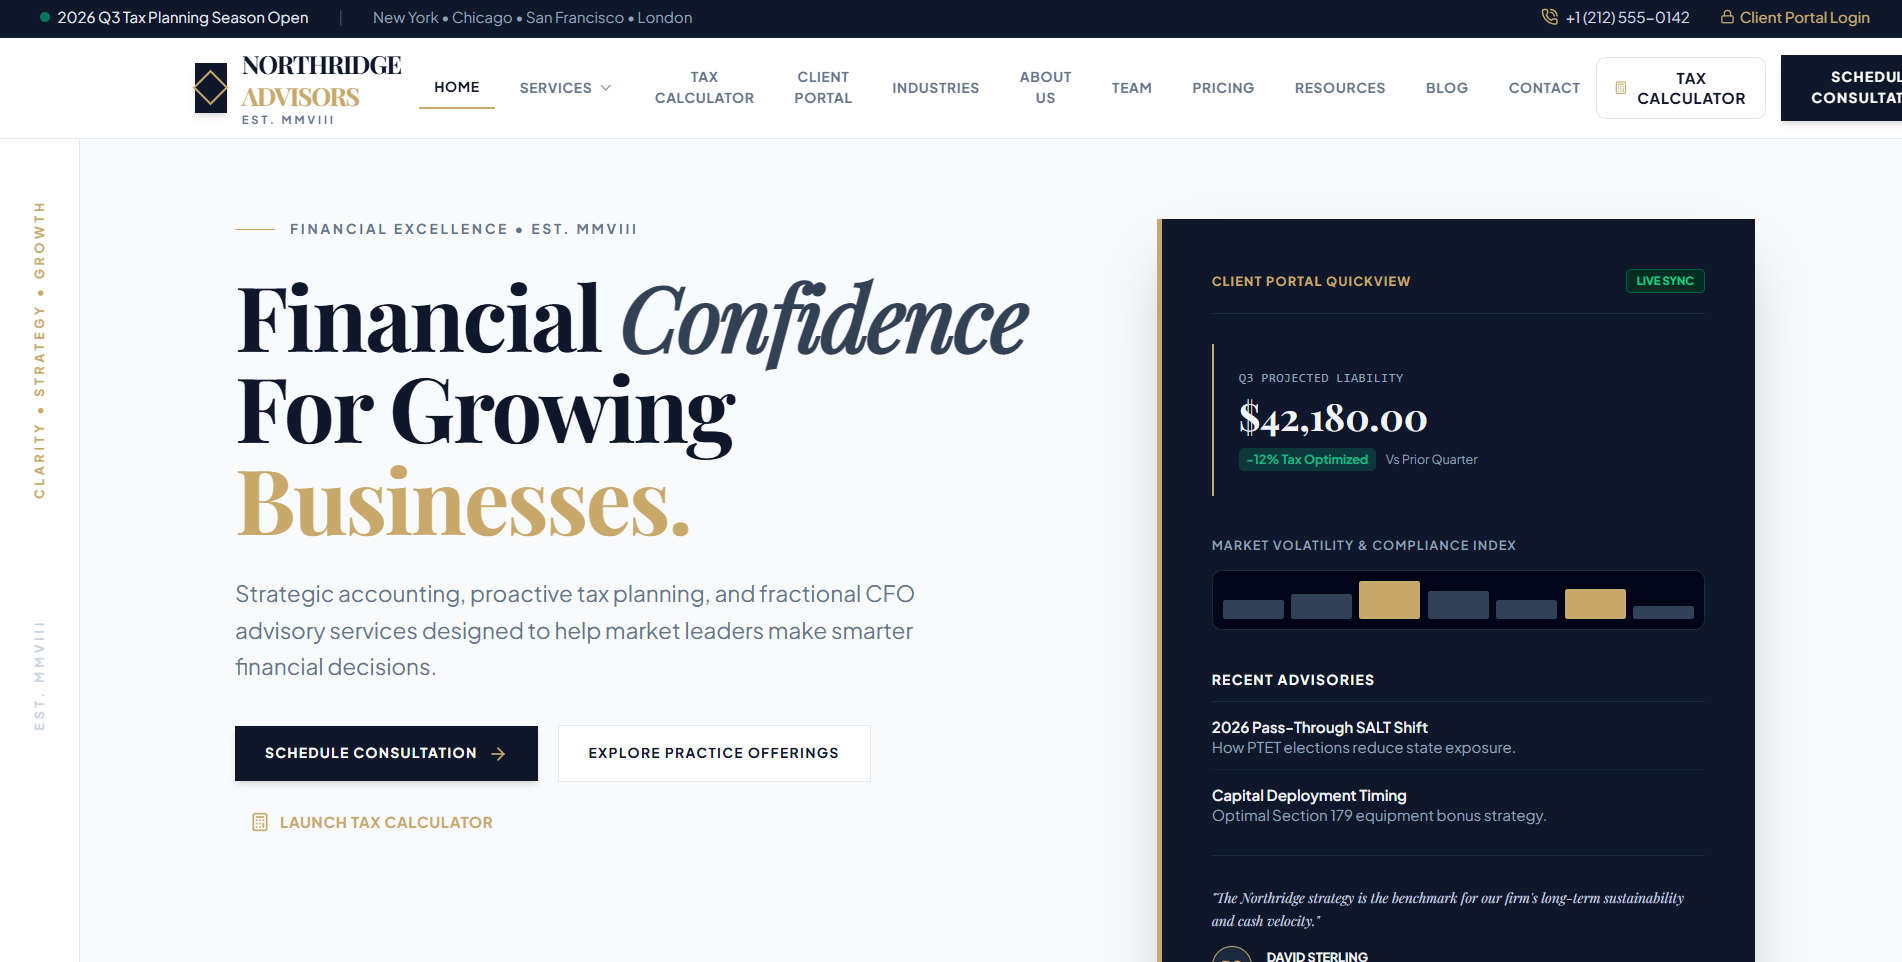 2026 Q3 Tax Planning Season Open
New York • Chicago • San Francisco • London
+1 (212) 555-0142
Client Portal Login
NORTHRIDGE
ADVISORS
EST. MMVIII
HOME
SERVICES
TAX
CALCULATOR
CLIENT
PORTAL
INDUSTRIES
ABOUT
US
TEAM
PRICING
RESOURCES
BLOG
CONTACT
TAX
CALCULATOR
CLARITY • STRATEGY • GROWTH
EST. MMVIII
FINANCIAL EXCELLENCE • EST. MMVIII
Financial Confidence
For Growing
Businesses.
Strategic accounting, proactive tax planning, and fractional CFO
advisory services designed to help market leaders make smarter
financial decisions.
SCHEDULE CONSULTATION
EXPLORE PRACTICE OFFERINGS
LAUNCH TAX CALCULATOR
CLIENT PORTAL QUICKVIEW
LIVE SYNC
Q3 PROJECTED LIABILITY
$42,180.00
-12% Tax Optimized
Vs Prior Quarter
MARKET VOLATILITY & COMPLIANCE INDEX
RECENT ADVISORIES
2026 Pass-Through SALT Shift
How PTET elections reduce state exposure.
Capital Deployment Timing
Optimal Section 179 equipment bonus strategy.
"The Northridge strategy is the benchmark for our firm's long-term sustainability
and cash velocity."
DAVID STERLING